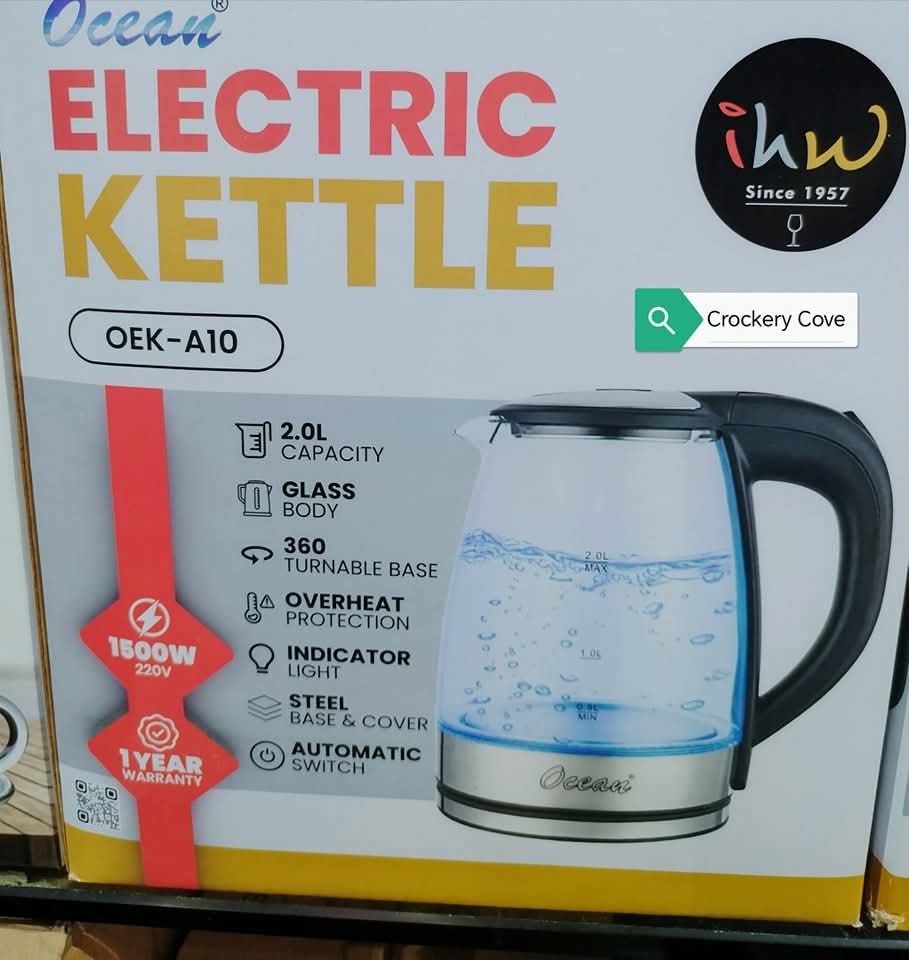 Ocean®
ELECTRIC
KETTLE
ihw
Since 1957
Crockery Cove
OEK-A10
2.0L
CAPACITY
GLASS
BODY
360
TURNABLE BASE
OVERHEAT
PROTECTION
INDICATOR
LIGHT
STEEL
BASE & COVER
AUTOMATIC
SWITCH
1500W
220V
1 YEAR
WARRANTY
2.0L
MAX
1.0L
0.5L
MIN
Ocean®